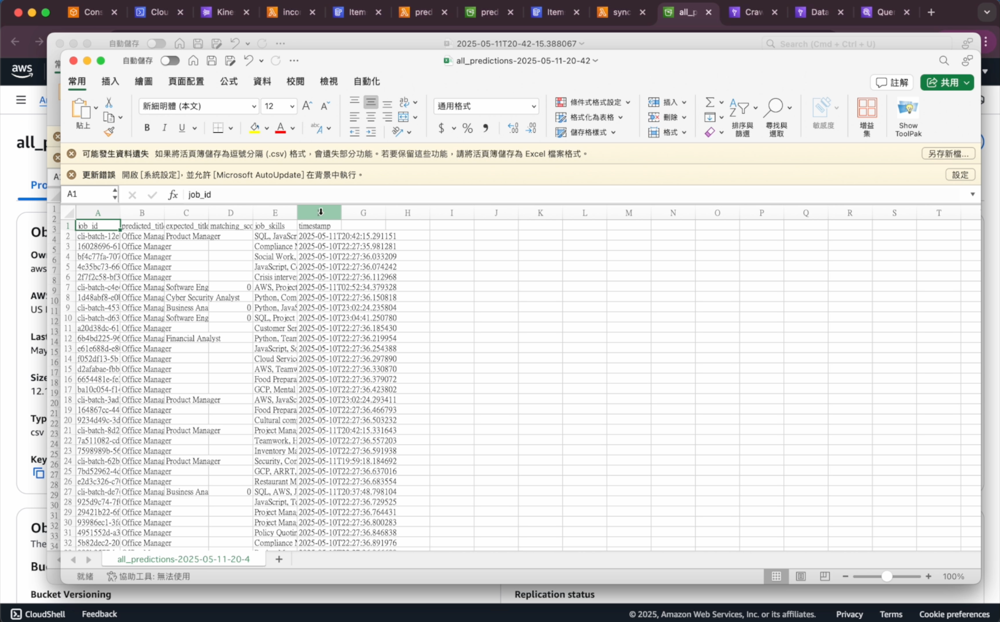 Cons
Clou
Kine
inco
Item
pred
pred
Item
sync
all_p
Craw
Data
Que
自動儲存
2025-05-11T20-42-15.388067
Search (Cmd + Ctrl + U)
aws
自動儲存
all_predictions-2025-05-11-20-42
常用 插入 繪圖 頁面配置 公式 資料 校閱 檢視 自動化
註解
共用
貼上
新細明體 (本文)
12
通用格式
條件式格式設定
格式化為表格
儲存格樣式
插入
刪除
格式
排序與
篩選
尋找與
選取
敏感度
增益
集
Show
ToolPak
可能發生資料遺失 如果將活頁簿儲存為逗號分隔 (.csv) 格式，會遺失部分功能。若要保留這些功能，請將活頁簿儲存為 Excel 檔案格式。
另存新檔...
更新錯誤 開啟 [系統設定]，並允許 [Microsoft AutoUpdate] 在背景中執行。
設定
A1
fx job_id
A B C D E G H I J K L M N O P Q R S T
1 job_id predicted_title expected_title matching_sco job_skills timestamp
2 cli-batch-12e Office Manag Product Manager SQL, JavaScr 2025-05-11T20:42:15.291151
3 16028696-61 Office Manager Compliance M 2025-05-10T22:27:35.981281
4 bf4c77fa-707 Office Manager Social Work, 2025-05-10T22:27:36.033209
5 4e35bc73-66 Office Manager JavaScript, C 2025-05-10T22:27:36.074242
6 2f7f2c58-bf3 Office Manager Crisis interve 2025-05-10T22:27:36.112968
7 cli-batch-c4e Office Manag Software Eng 0 AWS, Project 2025-05-11T02:52:34.379328
8 1d48abf8-e0 Office Manag Cyber Security Analyst Python, Com 2025-05-10T22:27:36.150818
9 cli-batch-453 Office Manag Business Ana 0 Python, JavaS 2025-05-10T23:02:24.235804
10 cli-batch-d63 Office Manag Software Eng 0 SQL, Project 2025-05-10T23:04:41.250780
11 a20d38dc-61 Office Manager Customer Ser 2025-05-10T22:27:36.185430
12 6b4bd225-96 Office Manag Financial Analyst Python, Team 2025-05-10T22:27:36.219954
13 e61e688d-e8 Office Manager JavaScript, Sc 2025-05-10T22:27:36.254388
14 f052df13-5b Office Manager Cloud Servic 2025-05-10T22:27:36.297890
15 d2afabae-fbb Office Manager AWS, Teamw 2025-05-10T22:27:36.330870
16 6654481e-fe Office Manager Food Prepara 2025-05-10T22:27:36.379072
17 ba10c054-f1 Office Manager GCP, Mental 2025-05-10T22:27:36.423802
18 cli-batch-3ad Office Manag Product Manager AWS, JavaSc 2025-05-10T23:02:24.293411
19 164867cc-44 Office Manager Food Prepara 2025-05-10T22:27:36.466793
20 9234d49c-3d Office Manager Cultural com 2025-05-10T22:27:36.503232
21 cli-batch-8d2 Office Manag Product Manager Project Mana 2025-05-11T20:42:15.331643
22 7a511082-cd Office Manager Teamwork, H 2025-05-10T22:27:36.557203
23 7598989b-56 Office Manager Inventory Ma 2025-05-10T22:27:36.591938
24 cli-batch-62b Office Manag Product Manager Security, Cor 2025-05-11T19:59:18.184692
25 7bd52962-4c Office Manager GCP, ARRT, 2025-05-10T22:27:36.637016
26 e2d3c326-c7 Office Manager Restaurant M 2025-05-10T22:27:36.683554
27 cli-batch-de7 Office Manag Business Ana 0 SQL, AWS, J 2025-05-11T20:37:48.798104
28 925d9c74-7f Office Manager JavaScript, Te 2025-05-10T22:27:36.729525
29 29421b22-6f Office Manager Project Mana 2025-05-10T22:27:36.764431
30 93986ec1-3f Office Manager Project Mana 2025-05-10T22:27:36.800283
31 4951552d-a3 Office Manager Policy Quotin 2025-05-10T22:27:36.846838
32 5b82dec2-20 Office Manager Compliance M 2025-05-10T22:27:36.891976
all_predictions-2025-05-11-20-4
就緒 協助工具: 無法使用
100%
all_p
Pro
Ob
Own
aws
AWS
US
Last
May
Size
12.
Typ
csv
Key
Ob
The
Bu
Bucket Versioning
Replication status
CloudShell Feedback
© 2025, Amazon Web Services, Inc. or its affiliates. Privacy Terms Cookie preferences